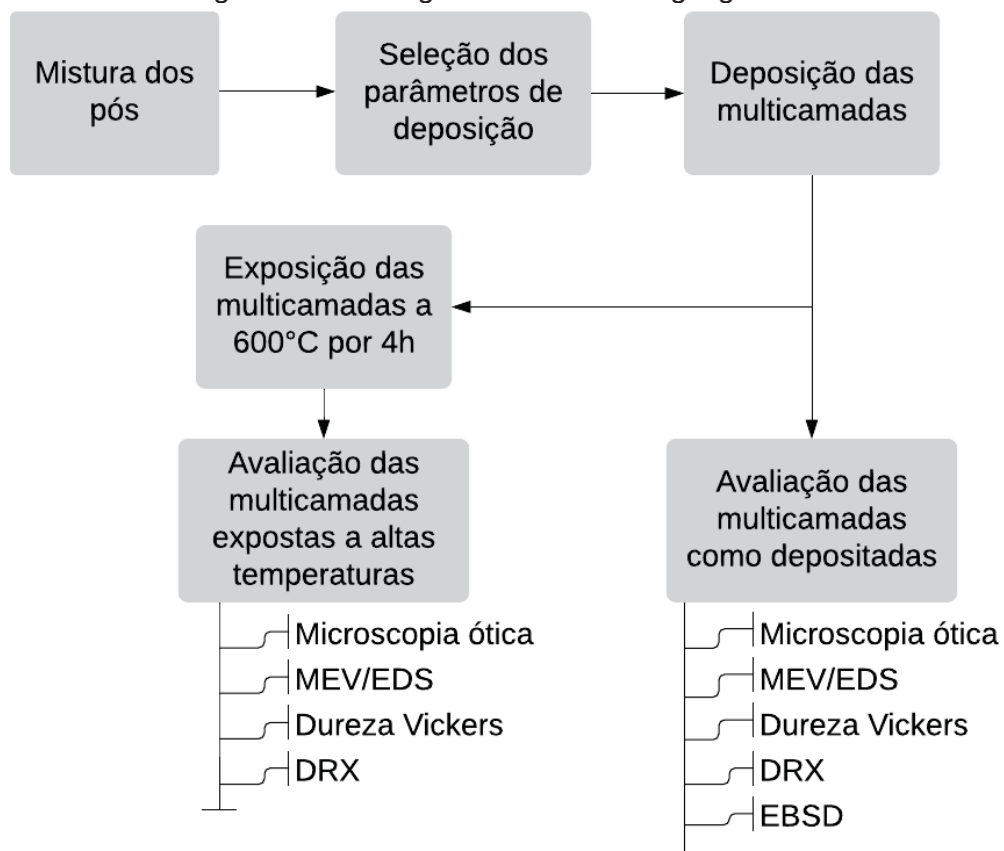 Mistura dos
pós
Seleção dos
parâmetros de
deposição
Deposição das
multicamadas
Exposição das
multicamadas a
600°C por 4h
Avaliação das
multicamadas
expostas a altas
temperaturas
Microscopia ótica
MEV/EDS
Dureza Vickers
DRX
Avaliação das
multicamadas
como depositadas
Microscopia ótica
MEV/EDS
Dureza Vickers
DRX
EBSD